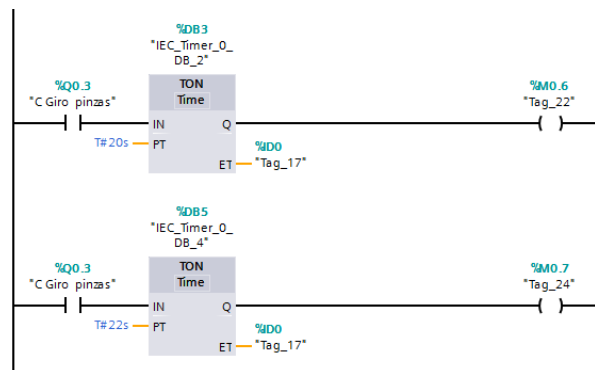 %DB3
"IEC_Timer_0_
DB_2"
%Q0.3
"C Giro pinzas"
TON
Time
%M0.6
"Tag_22"
IN
Q
T#20s
PT
%ID0
ET
"Tag_17"
%DB5
"IEC_Timer_0_
DB_4"
%Q0.3
"C Giro pinzas"
TON
Time
%M0.7
"Tag_24"
IN
Q
T#22s
PT
%ID0
ET
"Tag_17"